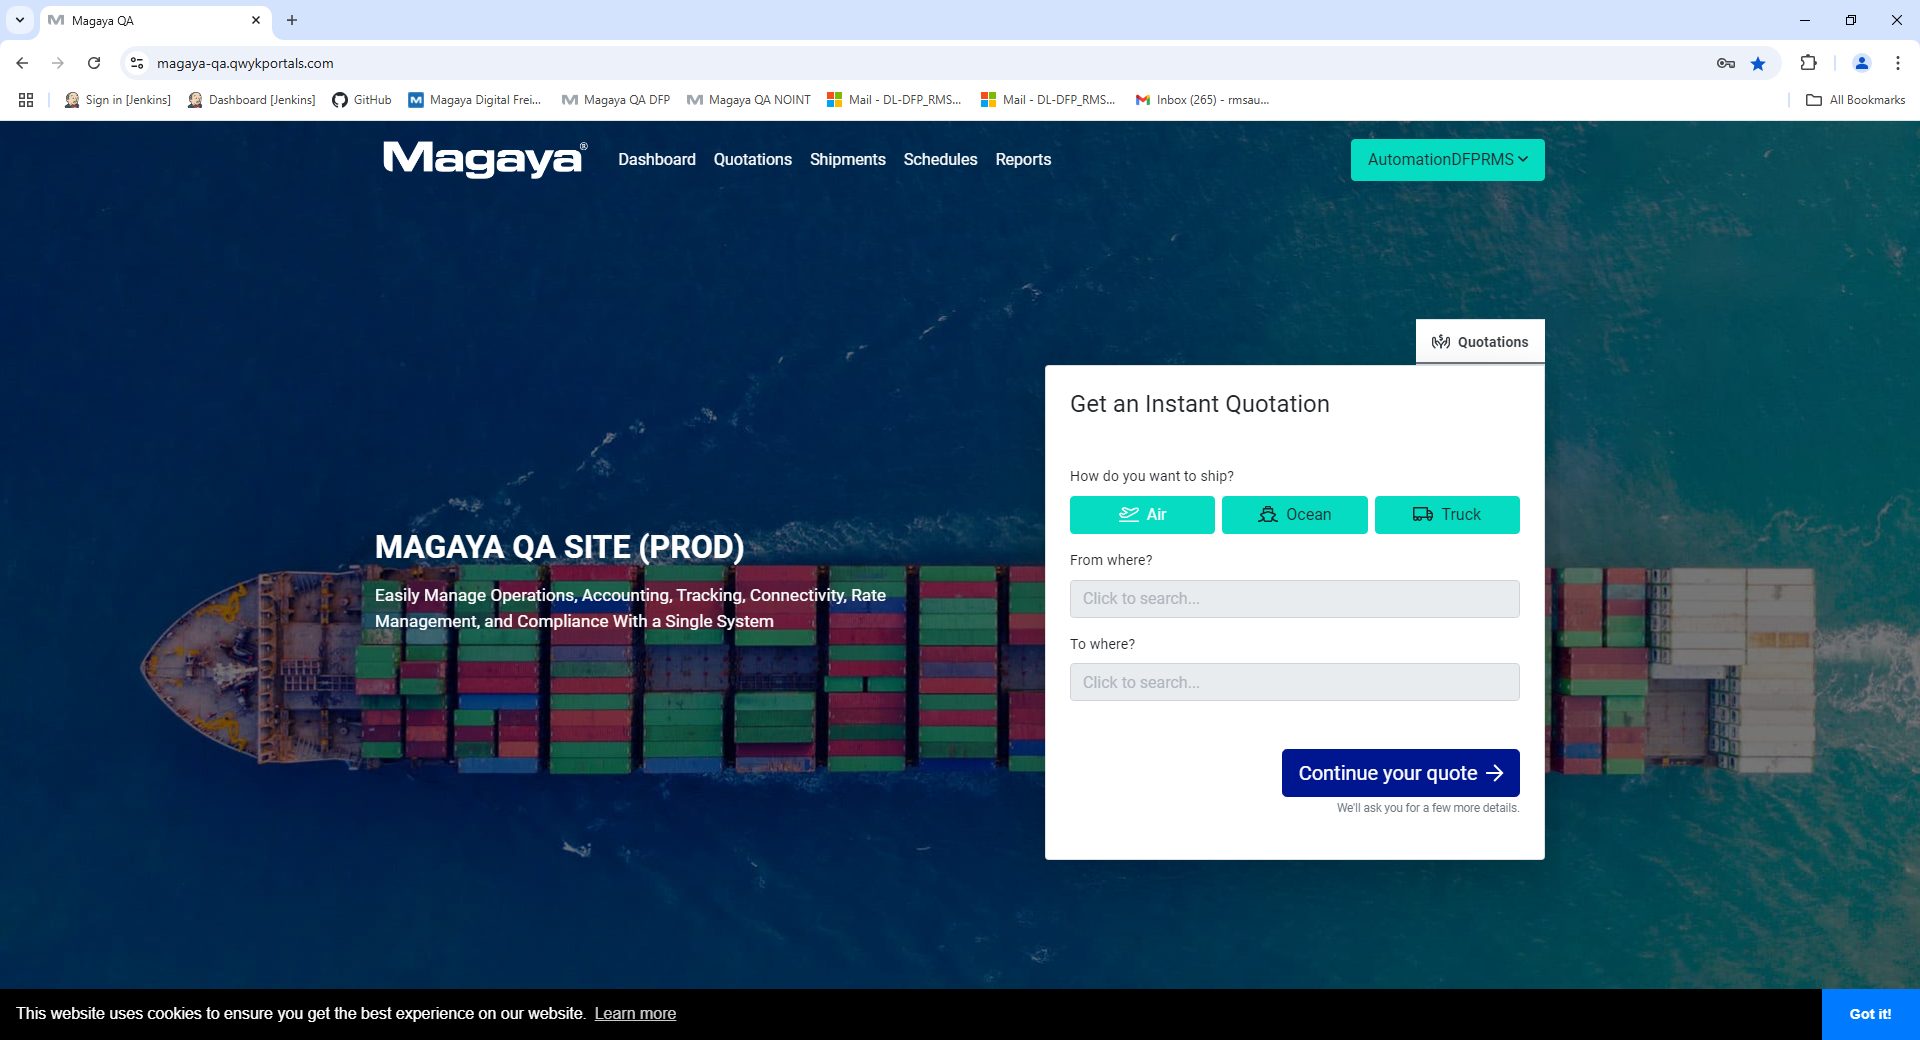 Magaya QA
magaya-qa.qwykportals.com
Sign in [Jenkins]
Dashboard [Jenkins]
GitHub
Magaya Digital Frei...
Magaya QA DFP
Magaya QA NOINT
Mail - DL-DFP_RMS...
Mail - DL-DFP_RMS...
Inbox (265) - rmsau...
All Bookmarks
Magaya®
Dashboard
Quotations
Shipments
Schedules
Reports
AutomationDFPRMS
Quotations
Get an Instant Quotation
How do you want to ship?
Air
Ocean
Truck
From where?
Click to search...
To where?
Click to search...
Continue your quote
We'll ask you for a few more details.
MAGAYA QA SITE (PROD)
Easily Manage Operations, Accounting, Tracking, Connectivity, Rate
Management, and Compliance With a Single System
This website uses cookies to ensure you get the best experience on our website. Learn more
Got it!